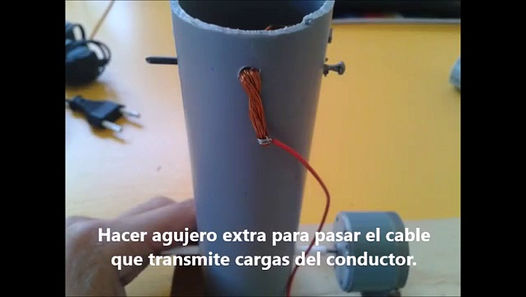 Hacer agujero extra para pasar el cable
que transmite cargas del conductor.